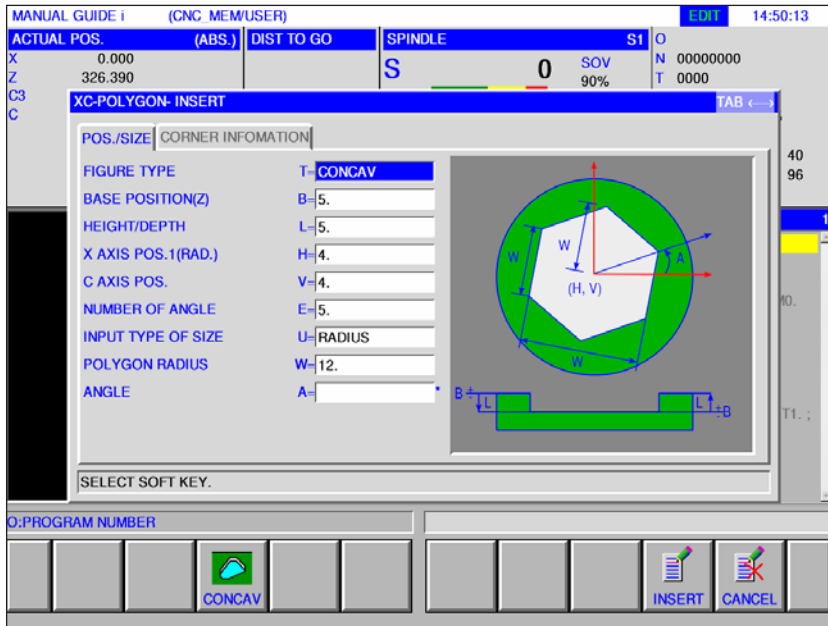 MANUAL GUIDE i (CNC_MEM/USER) EDIT 14:50:13
ACTUAL POS. (ABS.) DIST TO GO SPINDLE S1 O
X 0.000 S 0 SOV N 00000000
Z 326.390 90% T 0000
C3
C
XC-POLYGON- INSERT TAB ←→
POS./SIZE CORNER INFOMATION
FIGURE TYPE T=CONCAV
BASE POSITION(Z) B=5.
HEIGHT/DEPTH L=5.
X AXIS POS.1(RAD.) H=4.
C AXIS POS. V=4.
NUMBER OF ANGLE E=5.
INPUT TYPE OF SIZE U=RADIUS
POLYGON RADIUS W=12.
ANGLE A= *
W
W
A
(H, V)
W
B
L
L
B
40
96
1
M0.
T1. ;
SELECT SOFT KEY.
O:PROGRAM NUMBER
CONCAV INSERT CANCEL